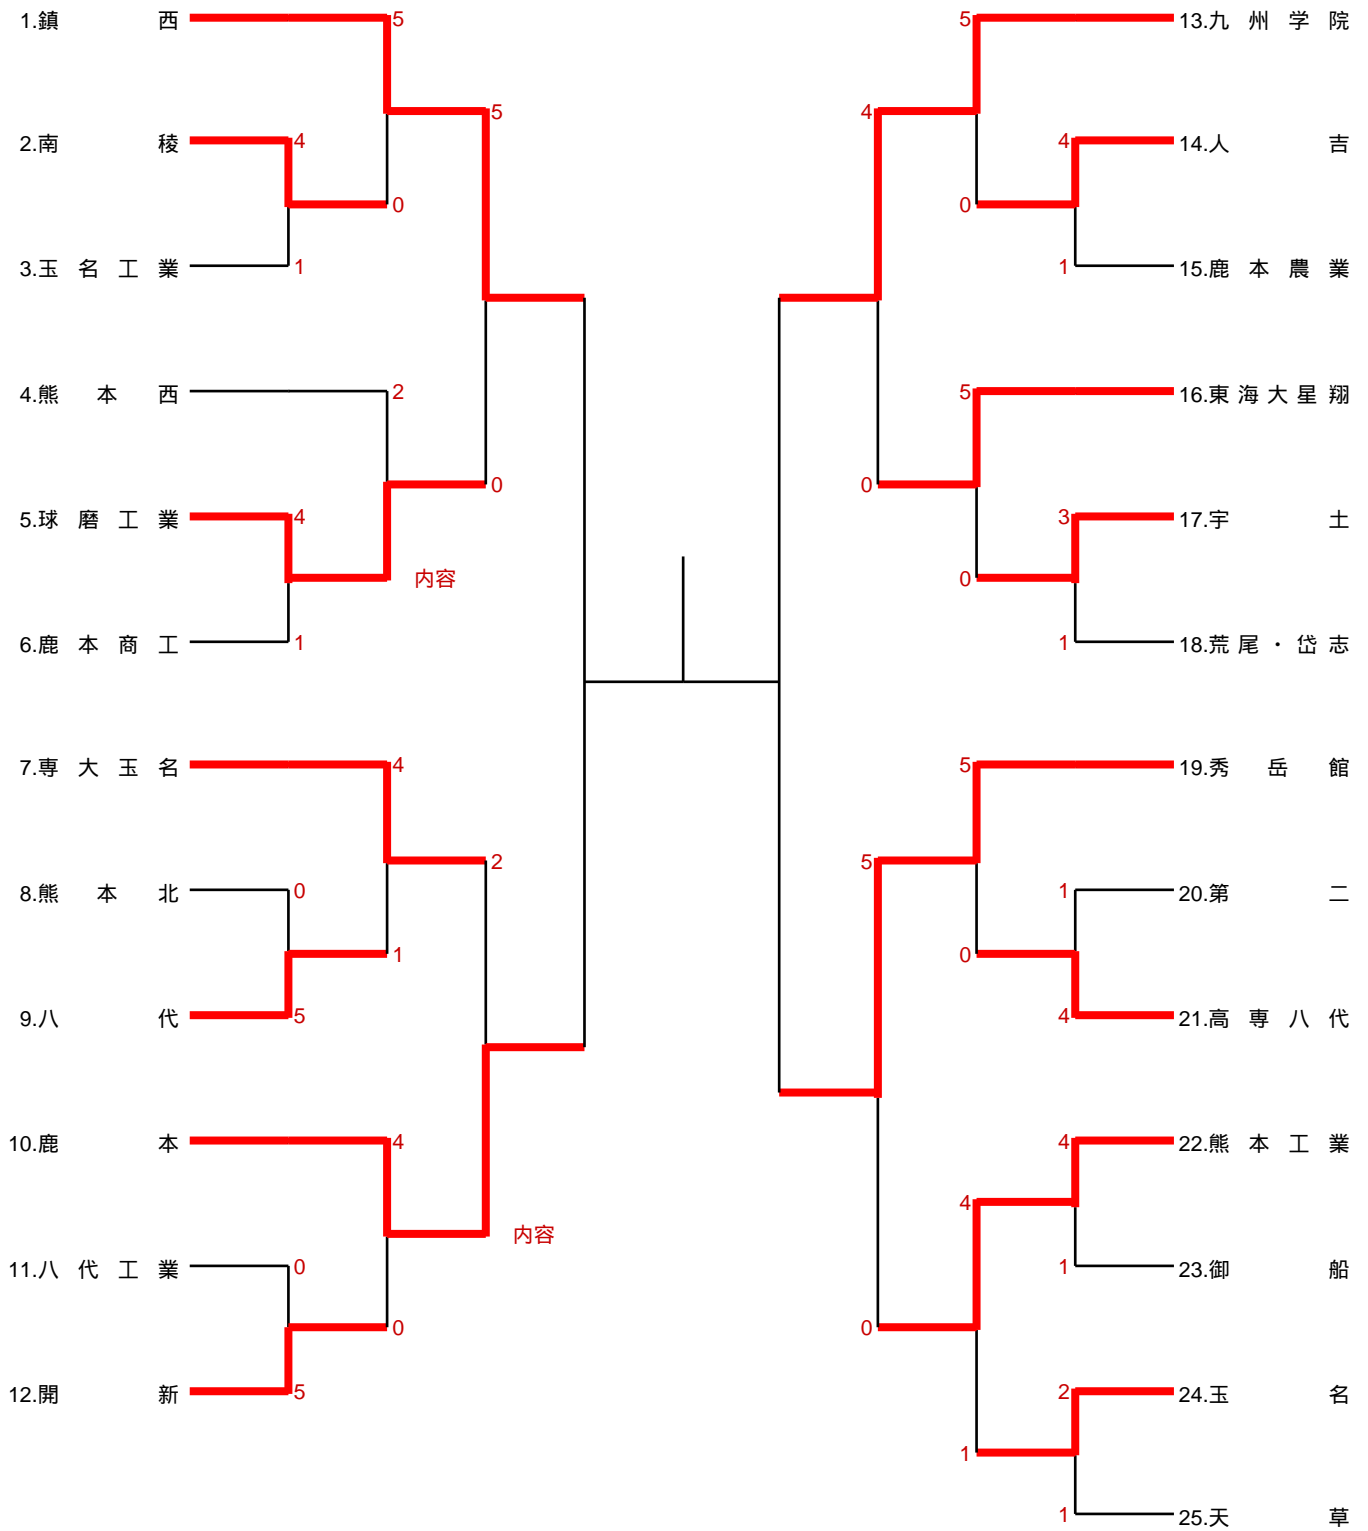 1.鎮西
5
5
2.南稜
4
0
3.玉名工業
1
4.熊本西
2
0
5.球磨工業
4
内容
6.鹿本商工
1
7.専大玉名
4
2
8.熊本北
0
1
9.八代
5
10.鹿本
4
内容
11.八代工業
0
0
12.開新
5
5
13.九州学院
4
4
14.人吉
0
1
15.鹿本農業
5
16.東海大星翔
0
3
17.宇土
0
1
18.荒尾・岱志
5
19.秀岳館
5
1
20.第二
0
4
21.高専八代
4
22.熊本工業
4
1
23.御船
0
2
24.玉名
1
1
25.天草